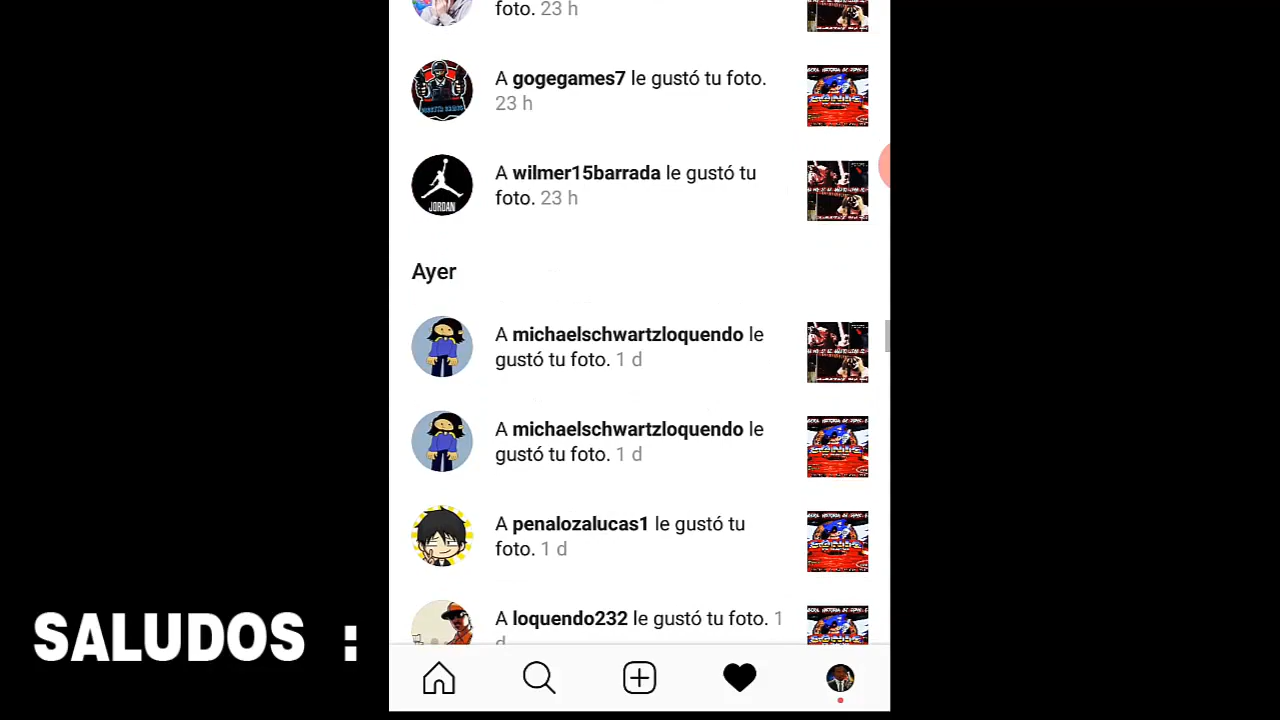 foto. 23 h
A gogegames7 le gustó tu foto.
23 h
A wilmer15barrada le gustó tu
foto. 23 h
JORDAN
Ayer
A michaelschwartzloquendo le
gustó tu foto. 1 d
A michaelschwartzloquendo le
gustó tu foto. 1 d
A penalozalucas1 le gustó tu
foto. 1 d
A loquendo232 le gustó tu foto. 1
d
SALUDOS :